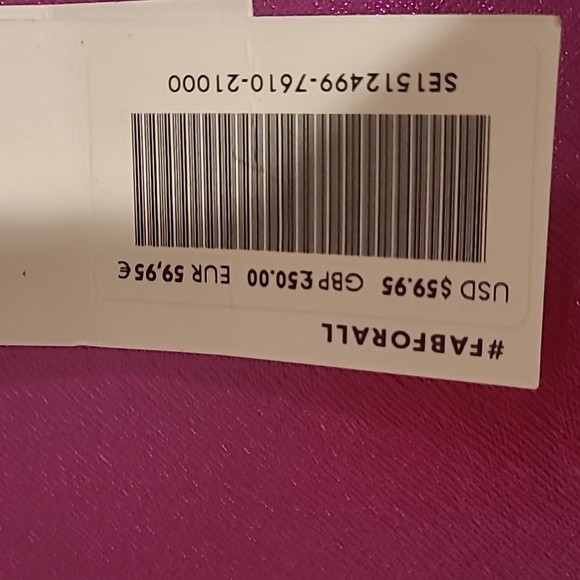 #FABFORALL
USD $59.95 GBP £50.00 EUR 59,95€
SE1512499-7610-21000